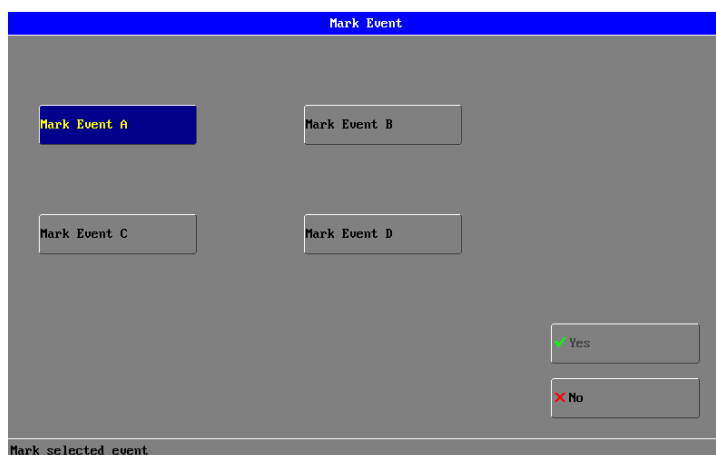 Mark Event
Mark Event A
Mark Event B
Mark Event C
Mark Event D
Yes
No
Mark selected event